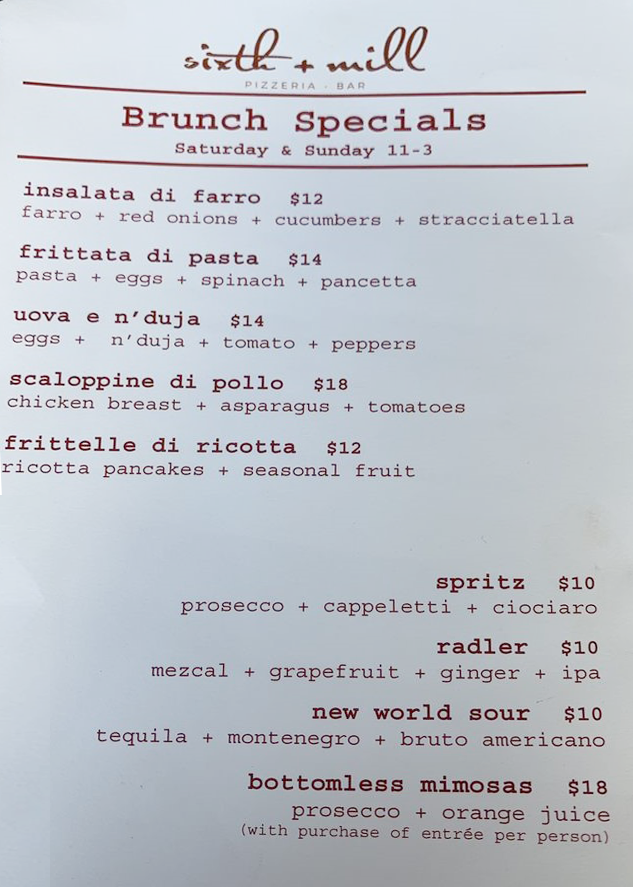 sixth + mill
PIZZERIA · BAR
Brunch Specials
Saturday & Sunday 11-3
insalata di farro $12
farro + red onions + cucumbers + stracciatella
frittata di pasta $14
pasta + eggs + spinach + pancetta
uova e n'duja $14
eggs + n'duja + tomato + peppers
scaloppine di pollo $18
chicken breast + asparagus + tomatoes
frittelle di ricotta $12
ricotta pancakes + seasonal fruit
spritz $10
prosecco + cappeletti + ciociaro
radler $10
mezcal + grapefruit + ginger + ipa
new world sour $10
tequila + montenegro + bruto americano
bottomless mimosas $18
prosecco + orange juice
(with purchase of entrée per person)